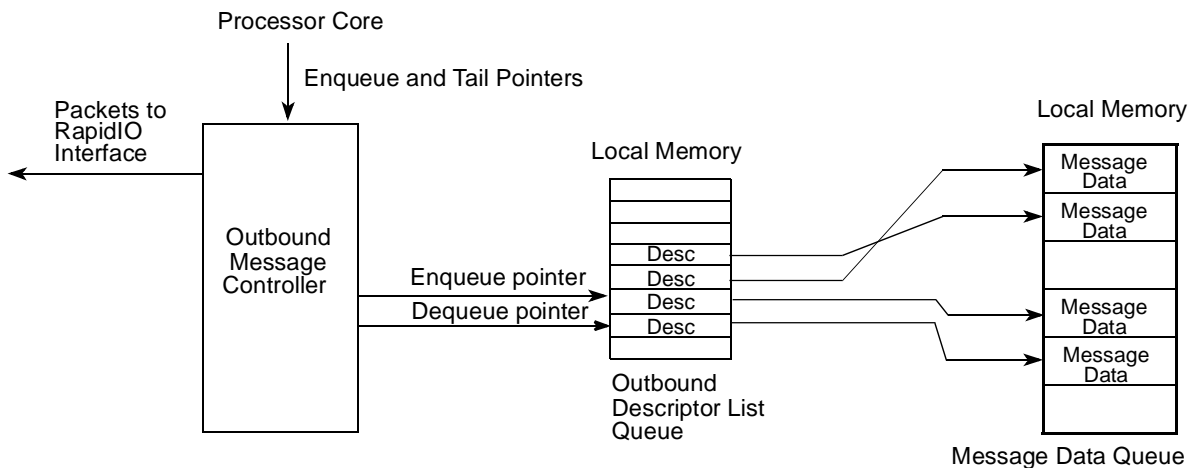 Processor Core
Enqueue and Tail Pointers
Packets to
RapidIO
Interface
Outbound
Message
Controller
Enqueue pointer
Dequeue pointer
Local Memory
Desc
Desc
Desc
Desc
Outbound
Descriptor List
Queue
Local Memory
Message
Data
Message
Data
Message
Data
Message
Data
Message Data Queue